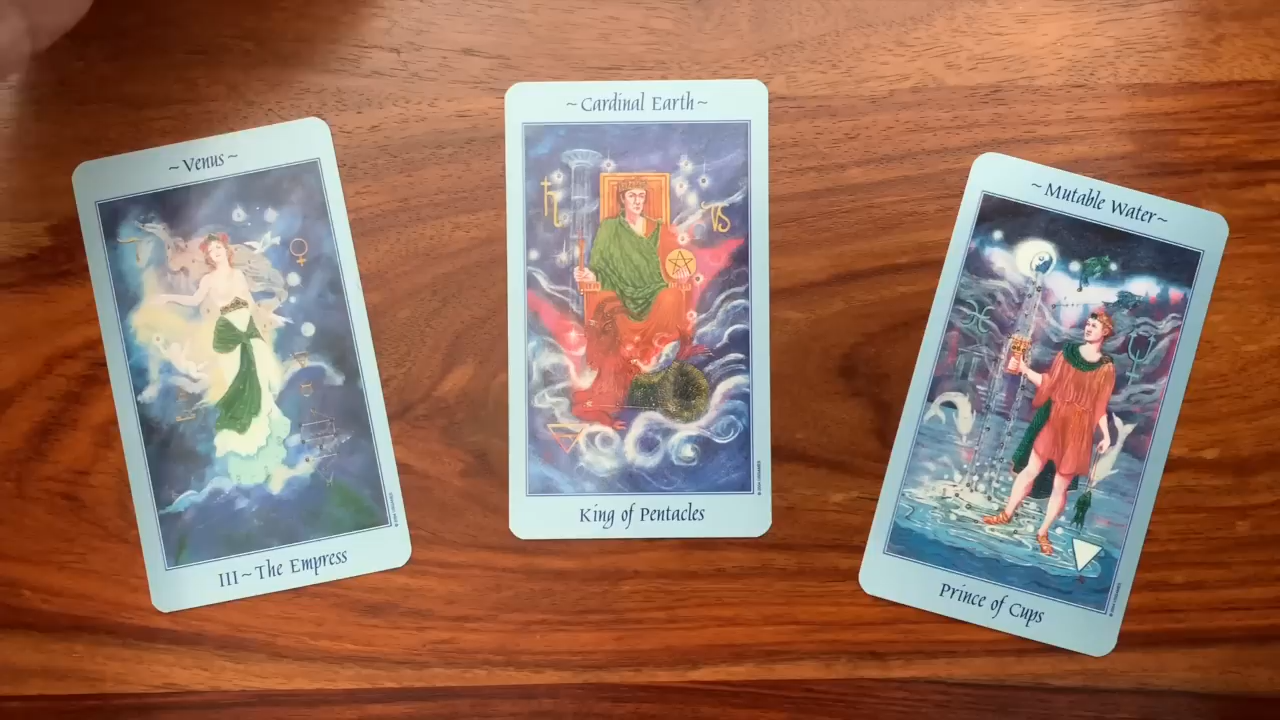 ~Venus~
III~The Empress
~Cardinal Earth~
King of Pentacles
~Mutable Water~
Prince of Cups